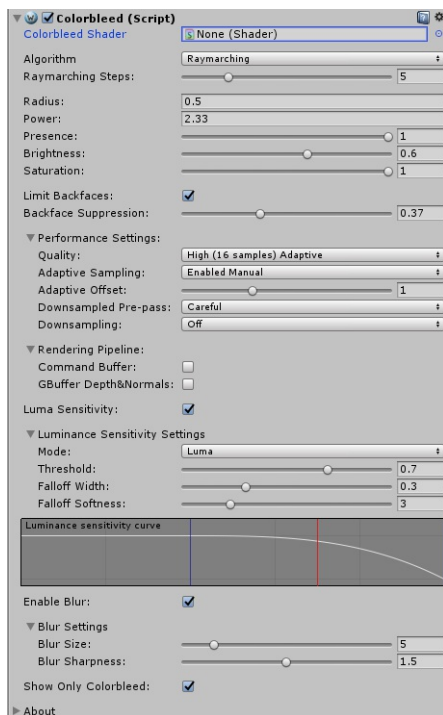 Colorbleed (Script)
Colorbleed Shader None (Shader)
Algorithm Raymarching
Raymarching Steps: 5
Radius: 0.5
Power: 2.33
Presence: 1
Brightness: 0.6
Saturation: 1
Limit Backfaces:
Backface Suppression: 0.37
Performance Settings:
Quality: High (16 samples) Adaptive
Adaptive Sampling: Enabled Manual
Adaptive Offset: 1
Downsampled Pre-pass: Careful
Downsampling: Off
Rendering Pipeline:
Command Buffer:
GBuffer Depth&Normals:
Luma Sensitivity:
Luminance Sensitivity Settings
Mode: Luma
Threshold: 0.7
Falloff Width: 0.3
Falloff Softness: 3
Luminance sensitivity curve
Enable Blur:
Blur Settings
Blur Size: 5
Blur Sharpness: 1.5
Show Only Colorbleed:
About